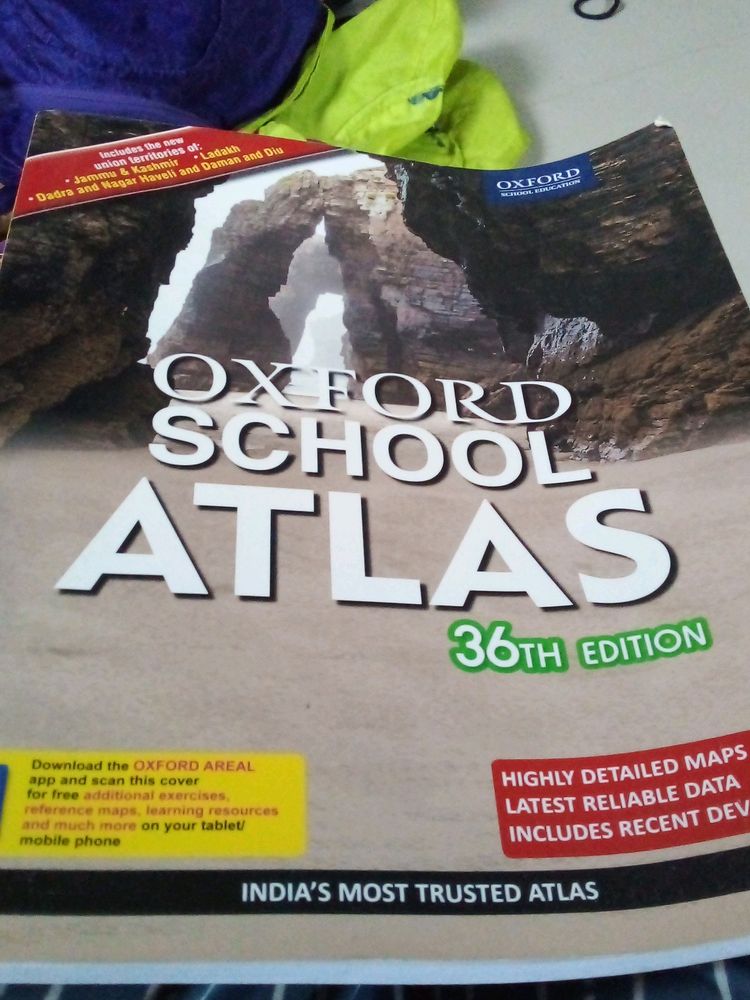 Includes the new
union territories of:
• Jammu & Kashmir • Ladakh
• Dadra and Nagar Haveli and Daman and Diu
OXFORD
SCHOOL EDUCATION
OXFORD
SCHOOL
ATLAS
36TH EDITION
Download the OXFORD AREAL
app and scan this cover
for free additional exercises,
reference maps, learning resources
and much more on your tablet/
mobile phone
HIGHLY DETAILED MAPS
LATEST RELIABLE DATA
INCLUDES RECENT DEV
INDIA'S MOST TRUSTED ATLAS